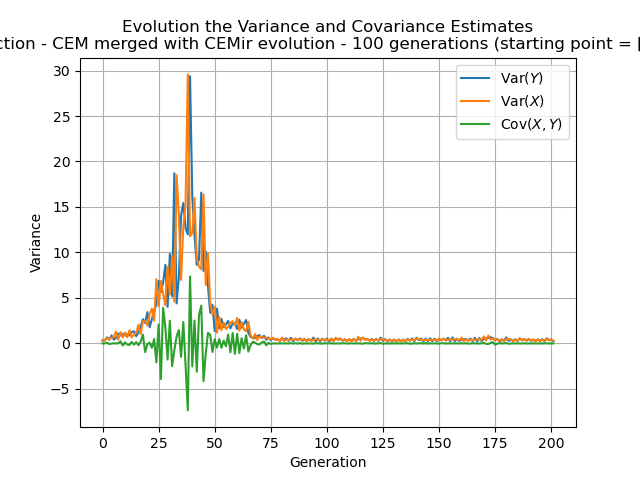 Evolution the Variance and Covariance Estimates
ction - CEM merged with CEMir evolution - 100 generations (starting point = [
Var(Y)
Var(X)
Cov(X, Y)
30
25
20
15
10
5
0
−5
Variance
0 25 50 75 100 125 150 175 200
Generation